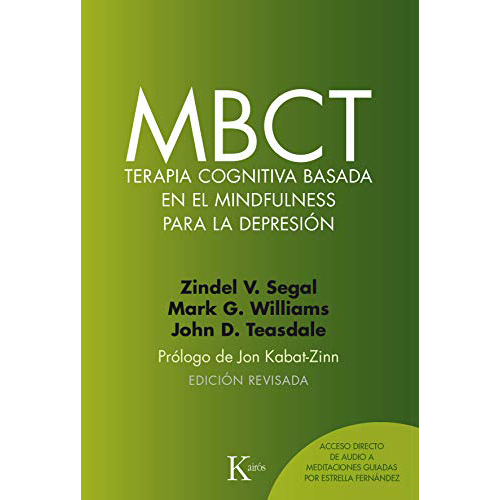 MBCT
TERAPIA COGNITIVA BASADA
EN EL MINDFULNESS
PARA LA DEPRESIÓN
Zindel V. Segal
Mark G. Williams
John D. Teasdale
Prólogo de Jon Kabat-Zinn
EDICIÓN REVISADA
ACCESO DIRECTO
DE AUDIO A
MEDITACIONES GUIADAS
POR ESTRELLA FERNÁNDEZ
Kairós